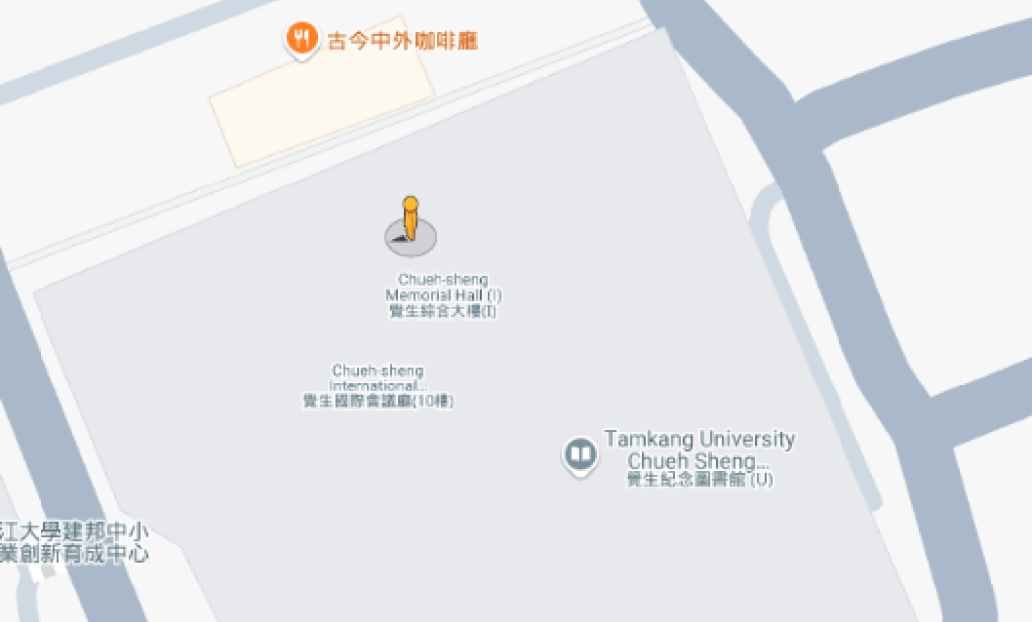 古今中外咖啡廳
Chueh-sheng
Memorial Hall (I)
覺生綜合大樓(I)
Chueh-sheng
International...
覺生國際會議廳(10樓)
Tamkang University
Chueh Sheng...
覺生紀念圖書館 (U)
江大學建邦中小
業創新育成中心